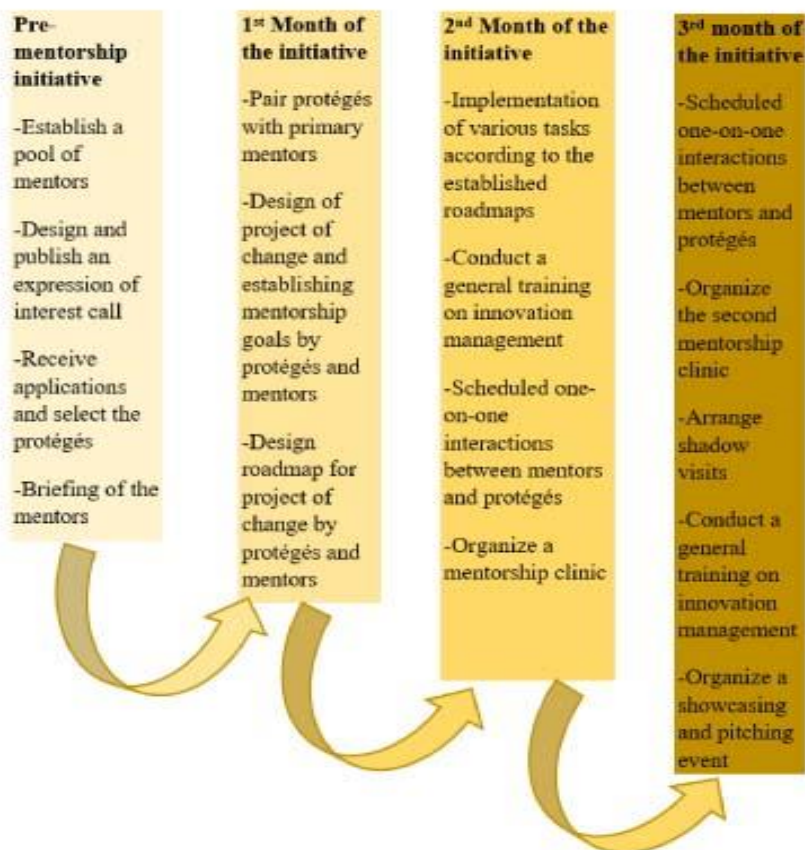 Pre-
mentorship
initiative
-Establish a
pool of
mentors
-Design and
publish an
expression of
interest call
-Receive
applications
and select the
protégés
-Briefing of the
mentors
1st Month of
the initiative
-Pair protégés
with primary
mentors
-Design of
project of
change and
establishing
mentorship
goals by
protégés and
mentors
-Design
roadmap for
project of
change by
protégés and
mentors
2nd Month of the
initiative
-Implementation
of various tasks
according to the
established
roadmaps
-Conduct a
general training
on innovation
management
-Scheduled one-
on-one
interactions
between mentors
and protégés
-Organize a
mentorship clinic
3rd month of
the initiative
-Scheduled
one-on-one
interactions
between
mentors and
protégés
-Organize
the second
mentorship
clinic
-Arrange
shadow
visits
-Conduct a
general
training on
innovation
management
-Organize a
showcasing
and pitching
event